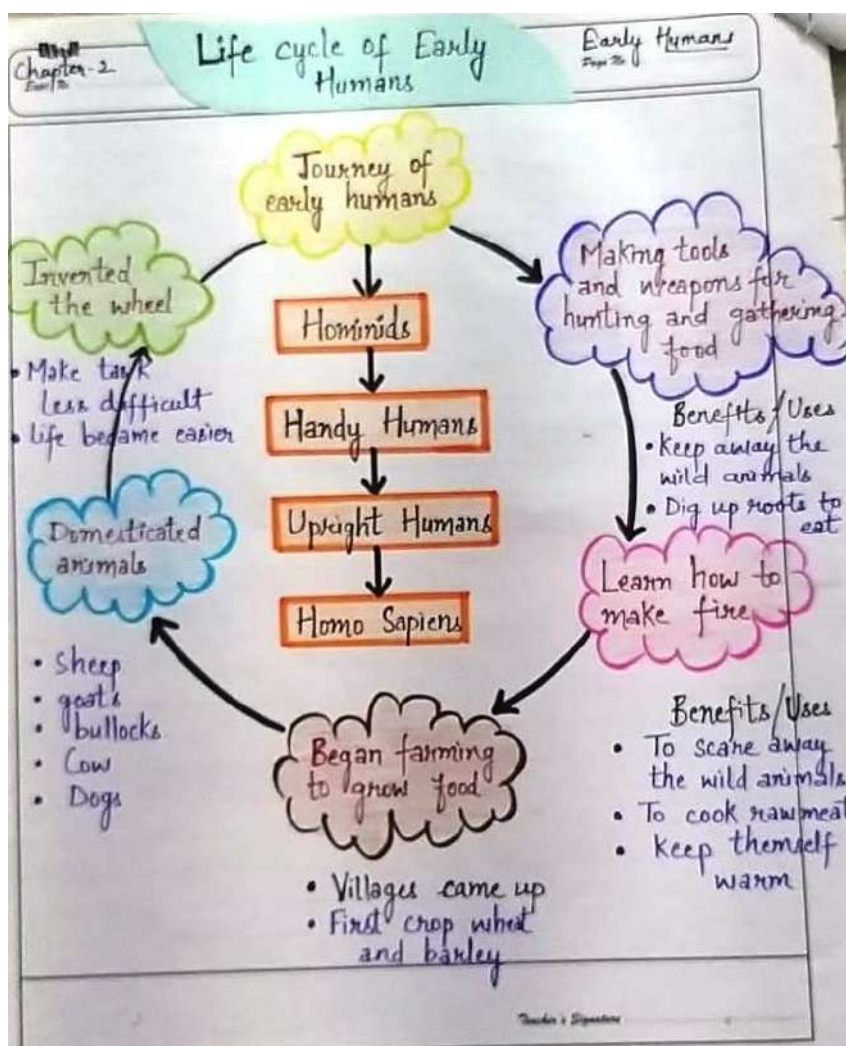 Chapter-2
Life cycle of Early
Humans
Early Humans
Page No.
Journey of
early humans
Making tools
and weapons for
hunting and gathering
food
Benefits/Uses
• Keep away the
wild animals
• Dig up roots to
eat
Learn how to
make fire
Benefits/Uses
• To scare away
the wild animals
• To cook raw meat
• Keep themself
warm
Began farming
to grow food
• Villages came up
• First crop wheat
and barley
Domesticated
animals
• Sheep
• goats
• bullocks
• Cow
• Dogs
Invented
the wheel
• Make task
less difficult
• Life became easier
Hominids
Handy Humans
Upright Humans
Homo Sapiens
Teacher's Signature